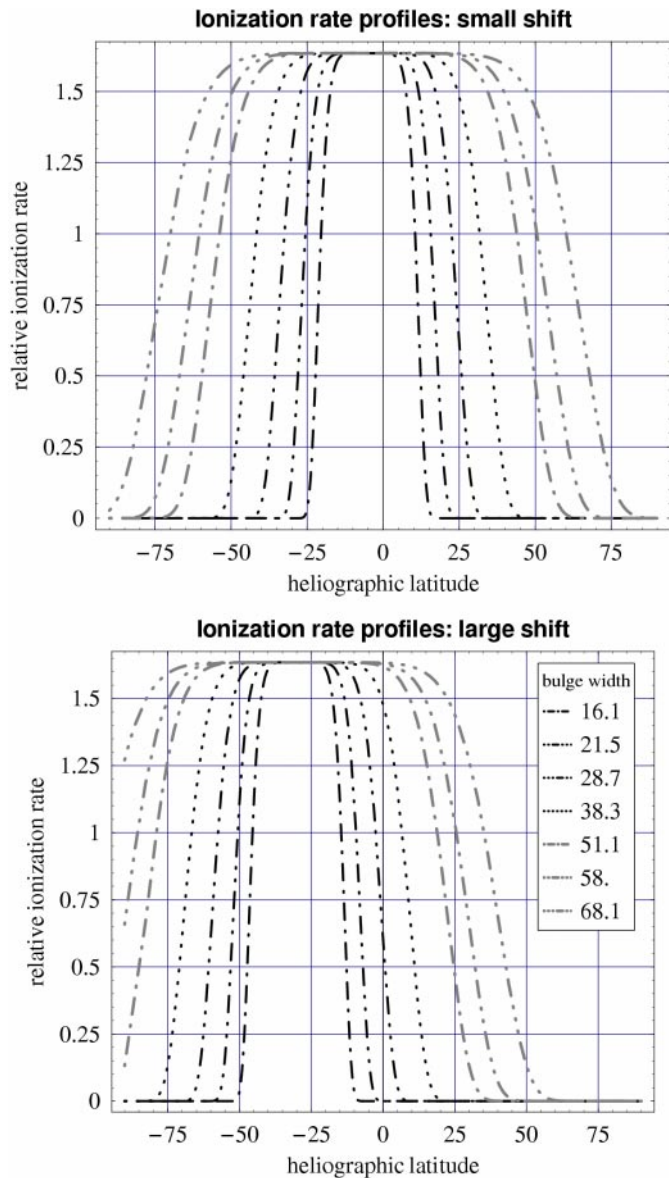 Ionization rate profiles: small shift
relative ionization rate
1.5
1.25
1
0.75
0.5
0.25
0
−75 −50 −25 0 25 50 75
heliographic latitude
Ionization rate profiles: large shift
relative ionization rate
1.5
1.25
1
0.75
0.5
0.25
0
bulge width
16.1
21.5
28.7
38.3
51.1
58.
68.1
−75 −50 −25 0 25 50 75
heliographic latitude